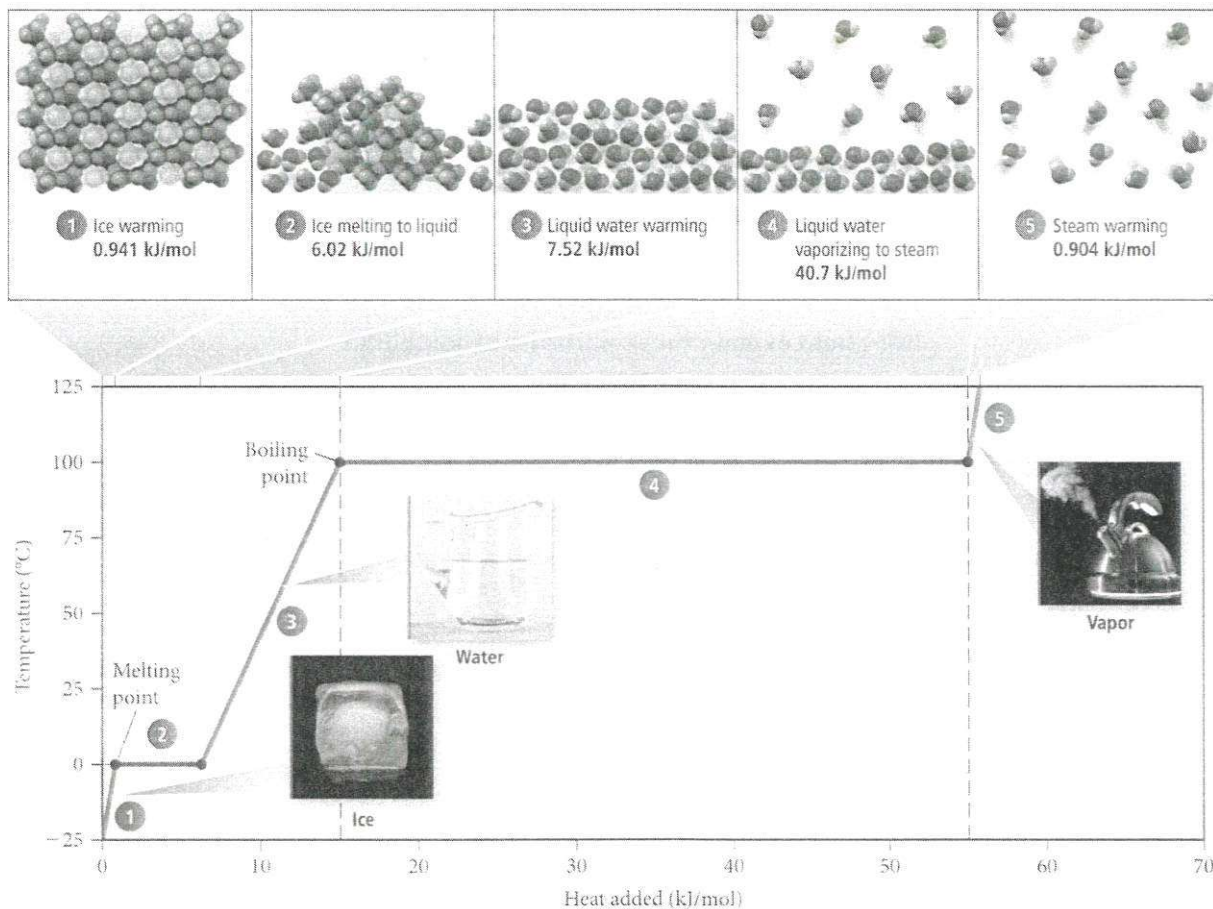 1 Ice warming
0.941 kJ/mol
2 Ice melting to liquid
6.02 kJ/mol
3 Liquid water warming
7.52 kJ/mol
4 Liquid water
vaporizing to steam
40.7 kJ/mol
5 Steam warming
0.904 kJ/mol
125
100
75
50
25
0
−25
Temperature (°C)
Boiling
point
Melting
point
1
2
3
4
5
Water
Ice
Vapor
0
10
20
30
40
50
60
70
Heat added (kJ/mol)